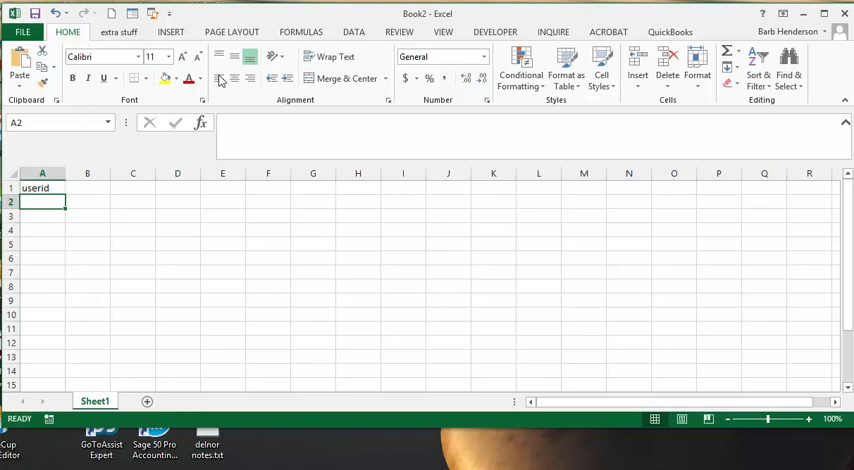 Book2 - Excel
FILE HOME extra stuff INSERT PAGE LAYOUT FORMULAS DATA REVIEW VIEW DEVELOPER INQUIRE ACROBAT QuickBooks Barb Henderson
Calibri 11 Wrap Text General
Paste B I U A Merge & Center $ % , Conditional Formatting Format as Table Cell Styles Insert Delete Format Sort & Filter Find & Select
Clipboard Font Alignment Number Styles Cells Editing
A2 fx
A B C D E F G H I J K L M N O P Q R
1 userid
2
3
4
5
6
7
8
9
10
11
12
13
14
15
Sheet1
READY 100%
eCup Editor
GoToAssist Expert
Sage 50 Pro Accountin...
delnor notes.txt